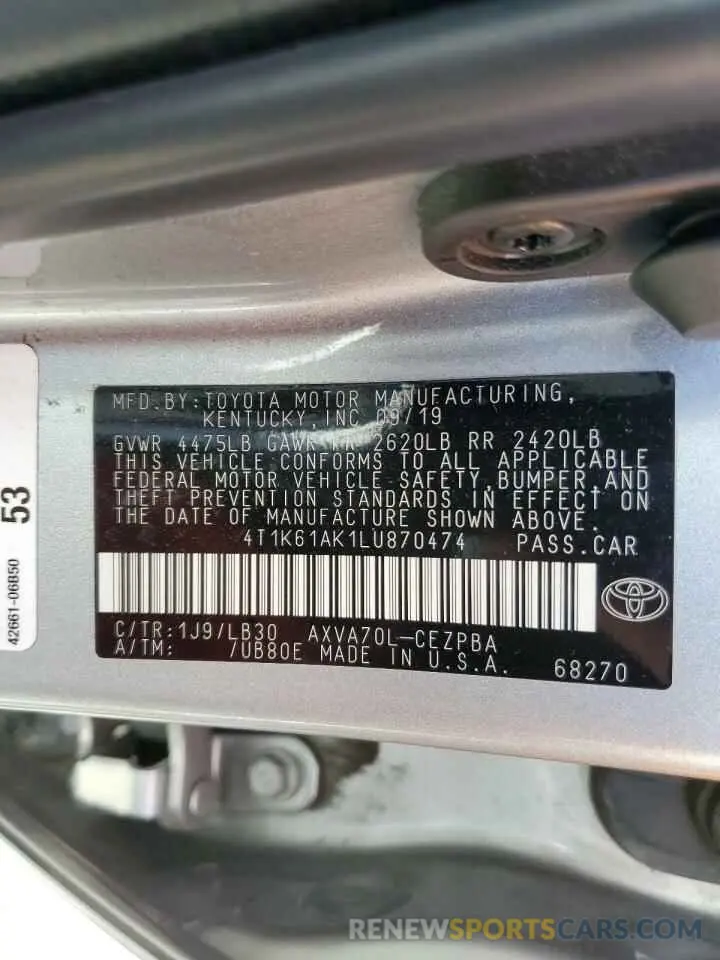 MFD.BY:TOYOTA MOTOR MANUFACTURING,
KENTUCKY,INC 09/19
GVWR 4475LB GAWR FR 2620LB RR 2420LB
THIS VEHICLE CONFORMS TO ALL APPLICABLE
FEDERAL MOTOR VEHICLE SAFETY,BUMPER,AND
THEFT PREVENTION STANDARDS IN EFFECT ON
THE DATE OF MANUFACTURE SHOWN ABOVE.
4T1K61AK1LU870474 PASS.CAR
C/TR:1J9/LB30 AXVA70L-CEZPBA
A/TM: /UB80E MADE IN U.S.A. 68270
53
42661-06B50
RENEWSPORTSCARS.COM